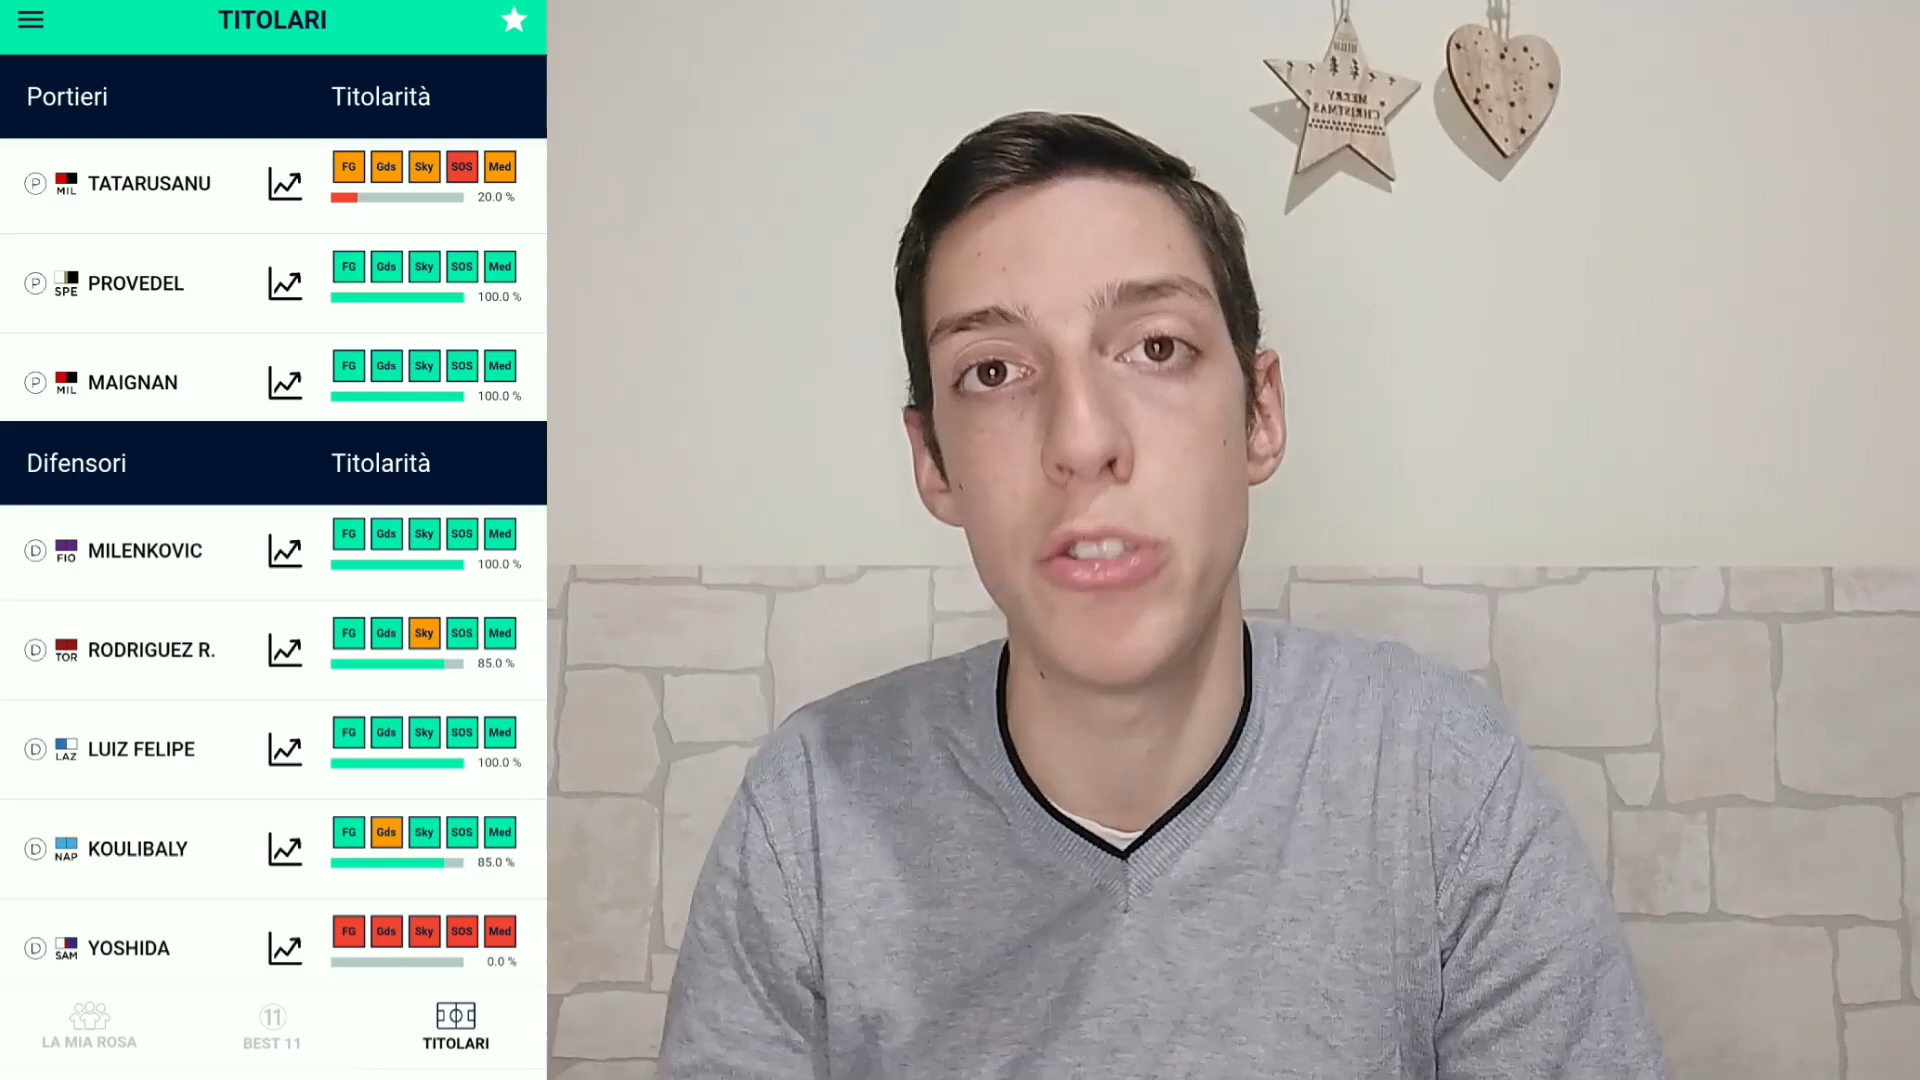 TITOLARI
Portieri Titolarità
P MIL TATARUSANU FG Gds Sky SOS Med 20.0 %
P SPE PROVEDEL FG Gds Sky SOS Med 100.0 %
P MIL MAIGNAN FG Gds Sky SOS Med 100.0 %
Difensori Titolarità
D FIO MILENKOVIC FG Gds Sky SOS Med 100.0 %
D TOR RODRIGUEZ R. FG Gds Sky SOS Med 85.0 %
D LAZ LUIZ FELIPE FG Gds Sky SOS Med 100.0 %
D NAP KOULIBALY FG Gds Sky SOS Med 85.0 %
D SAM YOSHIDA FG Gds Sky SOS Med 0.0 %
LA MIA ROSA 11 BEST 11 TITOLARI
MERRY
CHRISTMAS